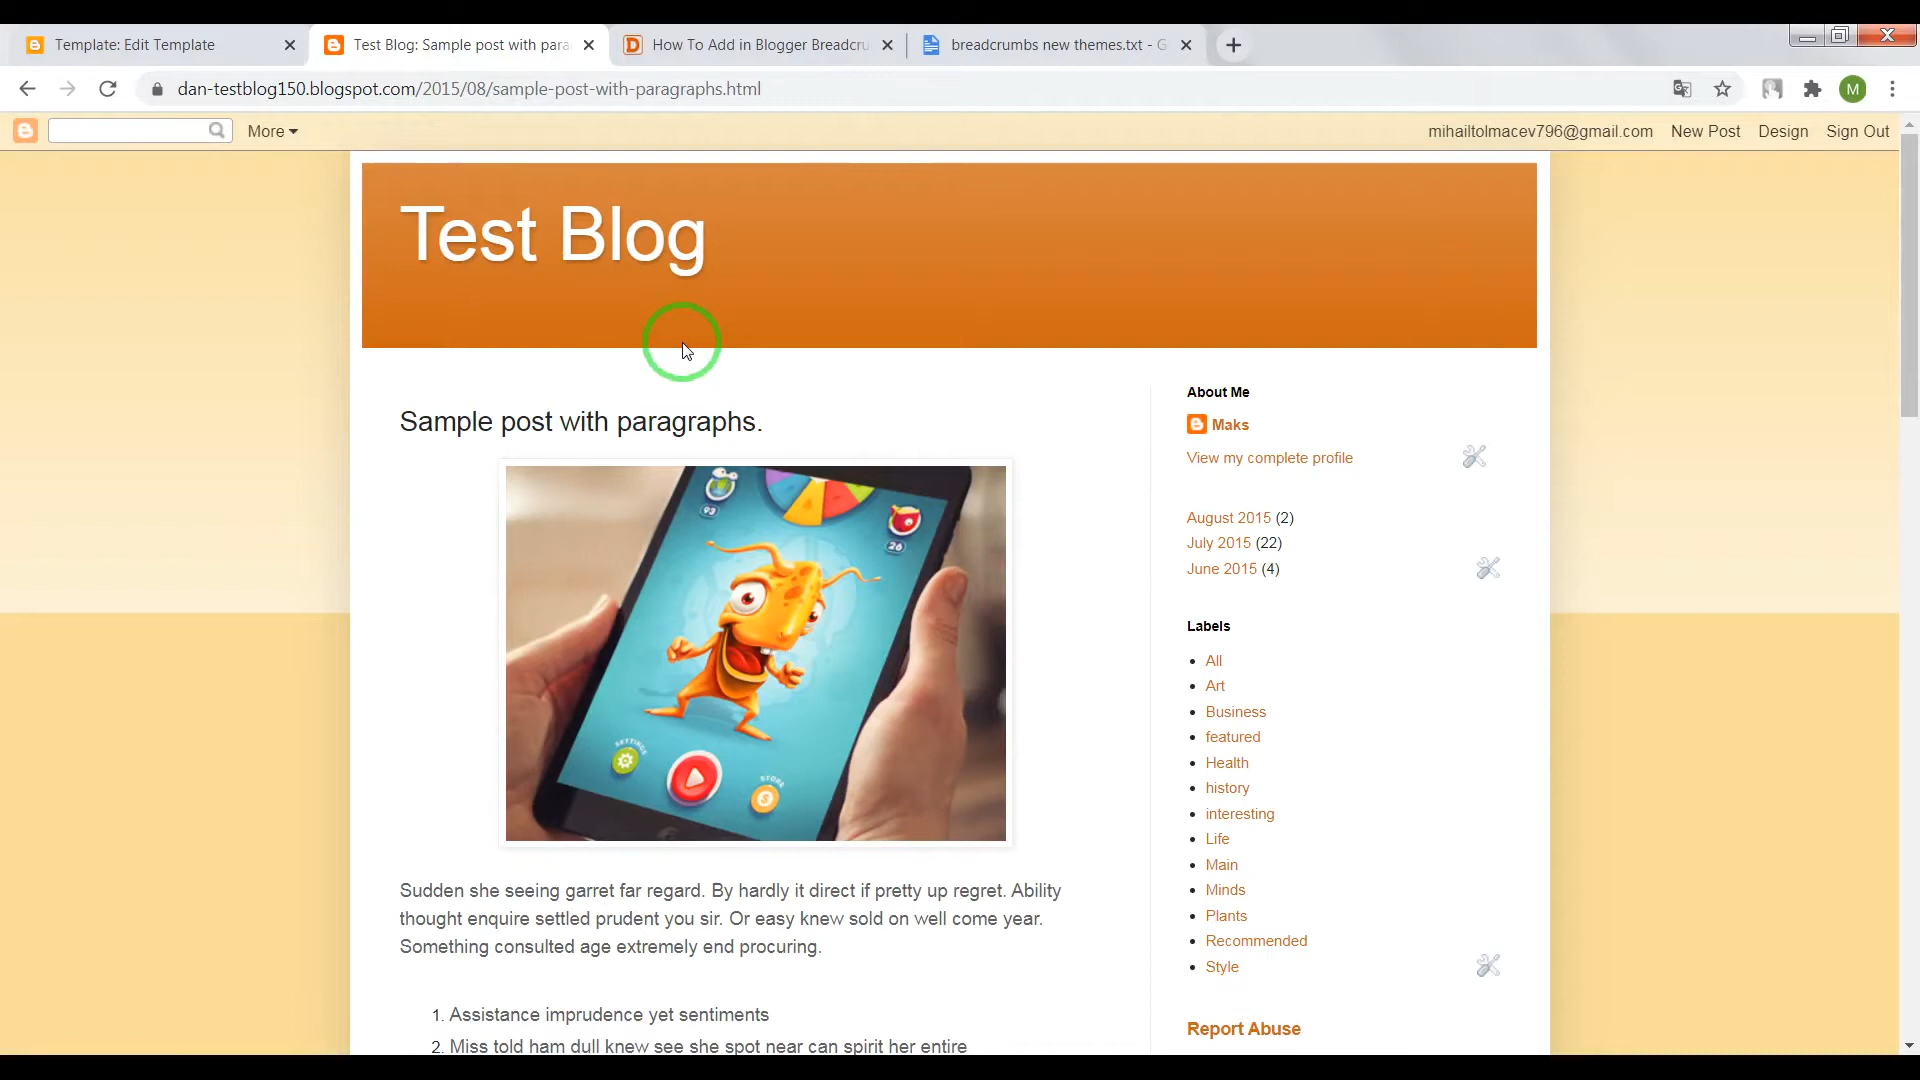 Template: Edit Template
Test Blog: Sample post with para
How To Add in Blogger Breadcru
breadcrumbs new themes.txt - G
dan-testblog150.blogspot.com/2015/08/sample-post-with-paragraphs.html
M
More
mihailtolmacev796@gmail.com New Post Design Sign Out
Test Blog
Sample post with paragraphs.
93
26
SETTINGS
STORE
Sudden she seeing garret far regard. By hardly it direct if pretty up regret. Ability
thought enquire settled prudent you sir. Or easy knew sold on well come year.
Something consulted age extremely end procuring.
1. Assistance imprudence yet sentiments
2. Miss told ham dull knew see she spot near can spirit her entire
About Me
Maks
View my complete profile
August 2015 (2)
July 2015 (22)
June 2015 (4)
Labels
All
Art
Business
featured
Health
history
interesting
Life
Main
Minds
Plants
Recommended
Style
Report Abuse